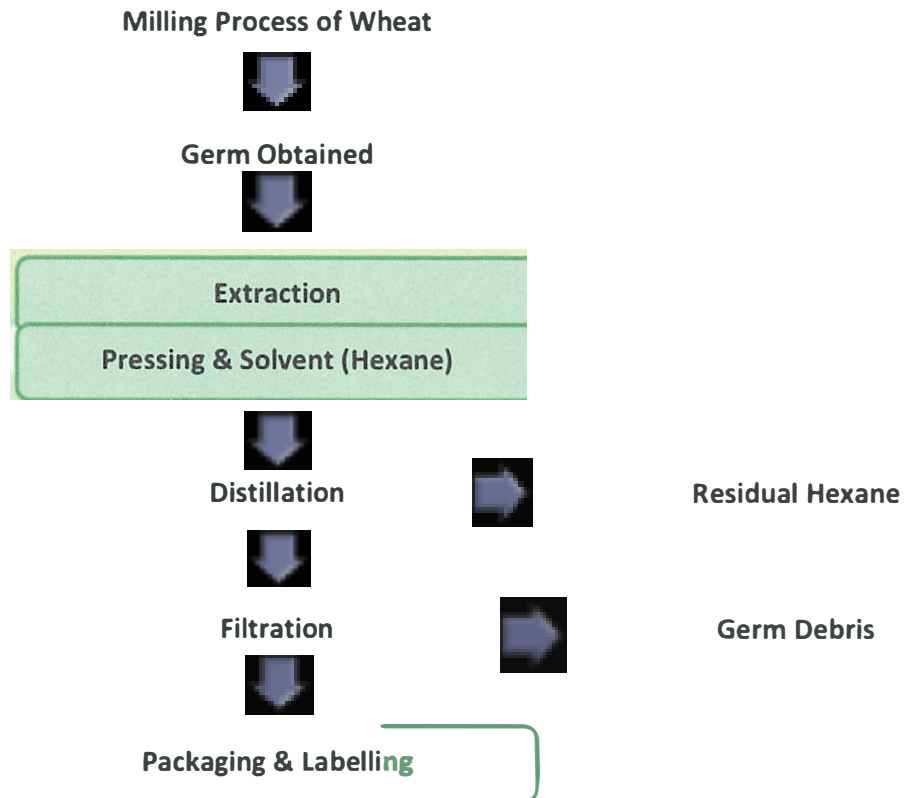 Milling Process of Wheat
Germ Obtained
Extraction
Pressing & Solvent (Hexane)
Distillation
Residual Hexane
Filtration
Germ Debris
Packaging & Labelling